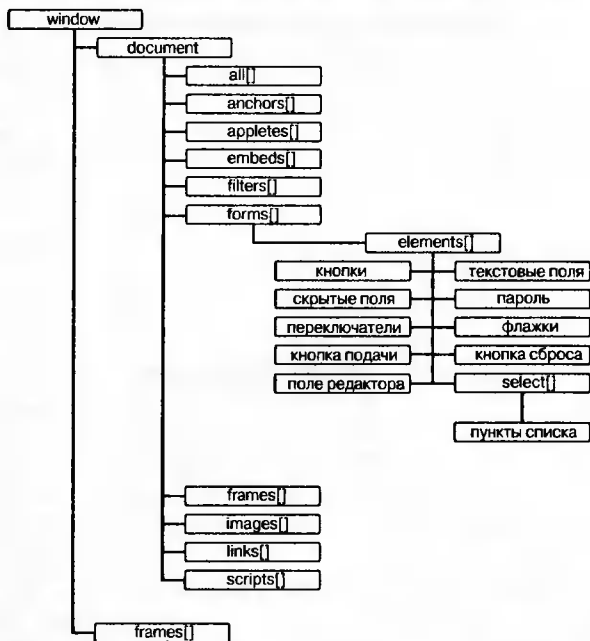 window
document
all[]
anchors[]
appletes[]
embeds[]
filters[]
forms[]
elements[]
кнопки
текстовые поля
скрытые поля
пароль
переключатели
флажки
кнопка подачи
кнопка сброса
поле редактора
select[]
пункты списка
frames[]
images[]
links[]
scripts[]
frames[]